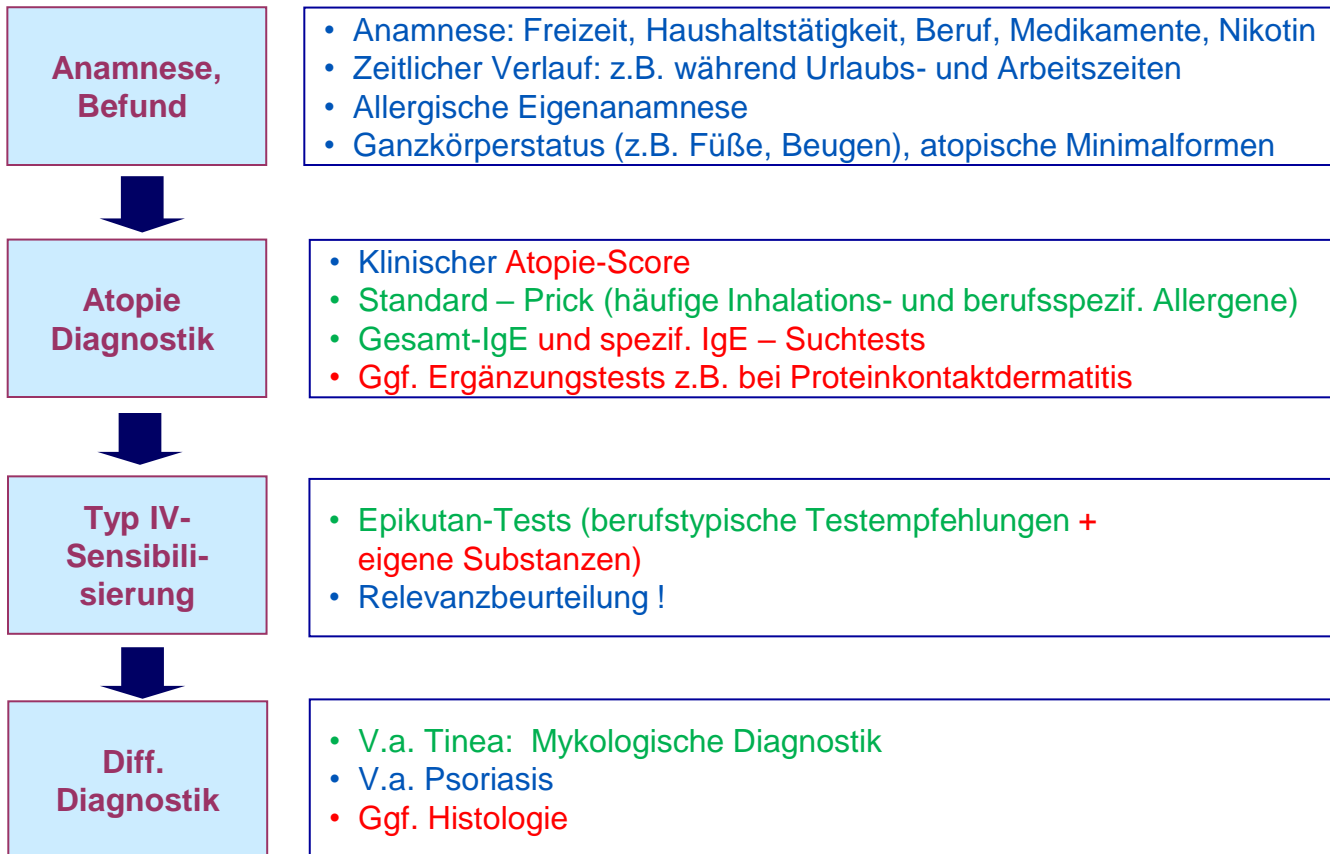 Anamnese,
Befund
• Anamnese: Freizeit, Haushaltstätigkeit, Beruf, Medikamente, Nikotin
• Zeitlicher Verlauf: z.B. während Urlaubs- und Arbeitszeiten
• Allergische Eigenanamnese
• Ganzkörperstatus (z.B. Füße, Beugen), atopische Minimalformen
Atopie
Diagnostik
• Klinischer Atopie-Score
• Standard – Prick (häufige Inhalations- und berufsspezif. Allergene)
• Gesamt-IgE und spezif. IgE – Suchtests
• Ggf. Ergänzungstests z.B. bei Proteinkontaktdermatitis
Typ IV-
Sensibili-
sierung
• Epikutan-Tests (berufstypische Testempfehlungen +
eigene Substanzen)
• Relevanzbeurteilung !
Diff.
Diagnostik
• V.a. Tinea: Mykologische Diagnostik
• V.a. Psoriasis
• Ggf. Histologie